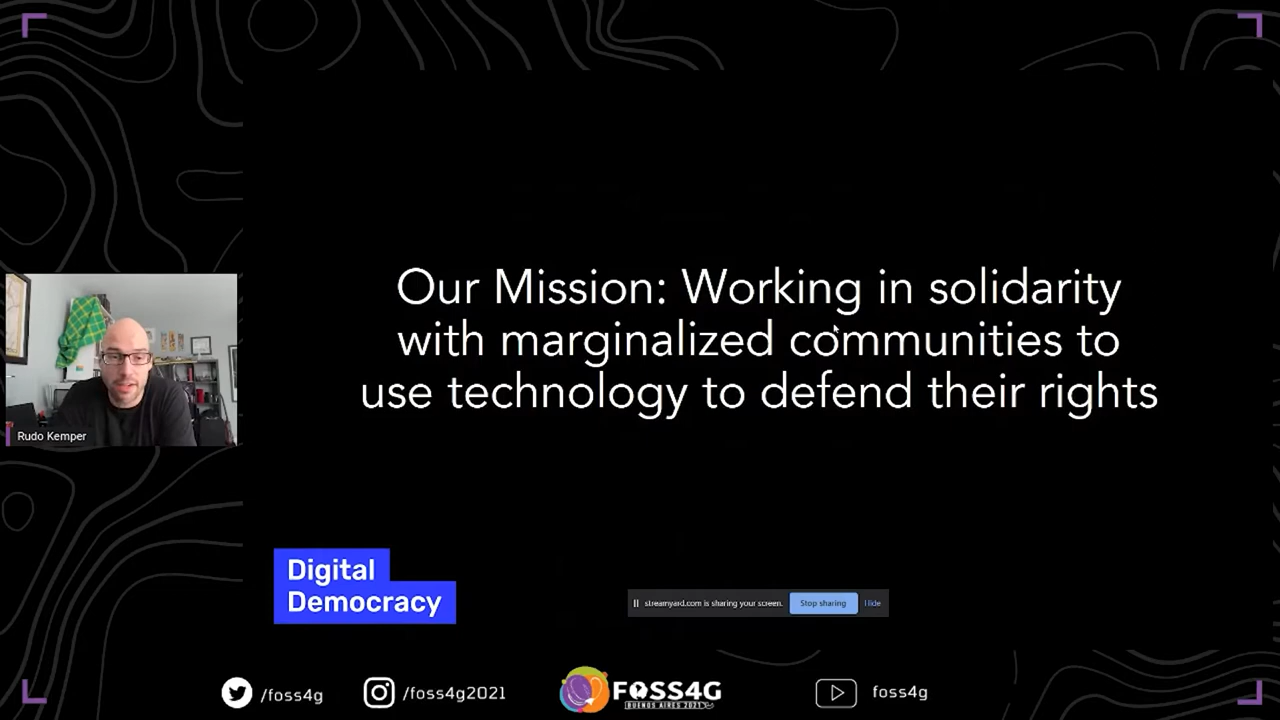 Our Mission: Working in solidarity
with marginalized communities to
use technology to defend their rights
Rudo Kemper
Digital
Democracy
streamyard.com is sharing your screen.
Stop sharing
Hide
/foss4g
/foss4g2021
FOSS4G
BUENOS AIRES 2021
foss4g